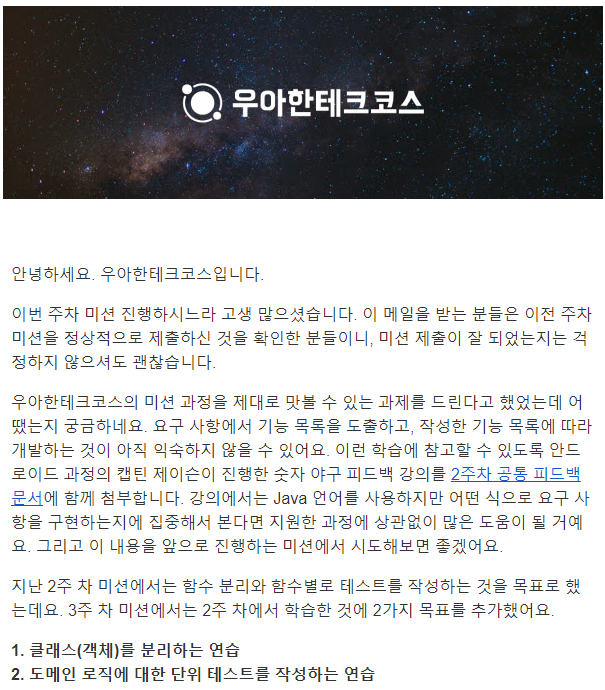 우아한테크코스
안녕하세요. 우아한테크코스입니다.
이번 주차 미션 진행하시느라 고생 많으셨습니다. 이 메일을 받는 분들은 이전 주차
미션을 정상적으로 제출하신 것을 확인한 분들이니, 미션 제출이 잘 되었는지는 걱
정하지 않으셔도 괜찮습니다.
우아한테크코스의 미션 과정을 제대로 맛볼 수 있는 과제를 드린다고 했었는데 어
땠는지 궁금하네요. 요구 사항에서 기능 목록을 도출하고, 작성한 기능 목록에 따라
개발하는 것이 아직 익숙하지 않을 수 있어요. 이런 학습에 참고할 수 있도록 안드
로이드 과정의 캡틴 제이슨이 진행한 숫자 야구 피드백 강의를 2주차 공통 피드백
문서에 함께 첨부합니다. 강의에서는 Java 언어를 사용하지만 어떤 식으로 요구 사
항을 구현하는지에 집중해서 본다면 지원한 과정에 상관없이 많은 도움이 될 거예
요. 그리고 이 내용을 앞으로 진행하는 미션에서 시도해보면 좋겠어요.
지난 2주 차 미션에서는 함수 분리와 함수별로 테스트를 작성하는 것을 목표로 했
는데요. 3주 차 미션에서는 2주 차에서 학습한 것에 2가지 목표를 추가했어요.
1. 클래스(객체)를 분리하는 연습
2. 도메인 로직에 대한 단위 테스트를 작성하는 연습